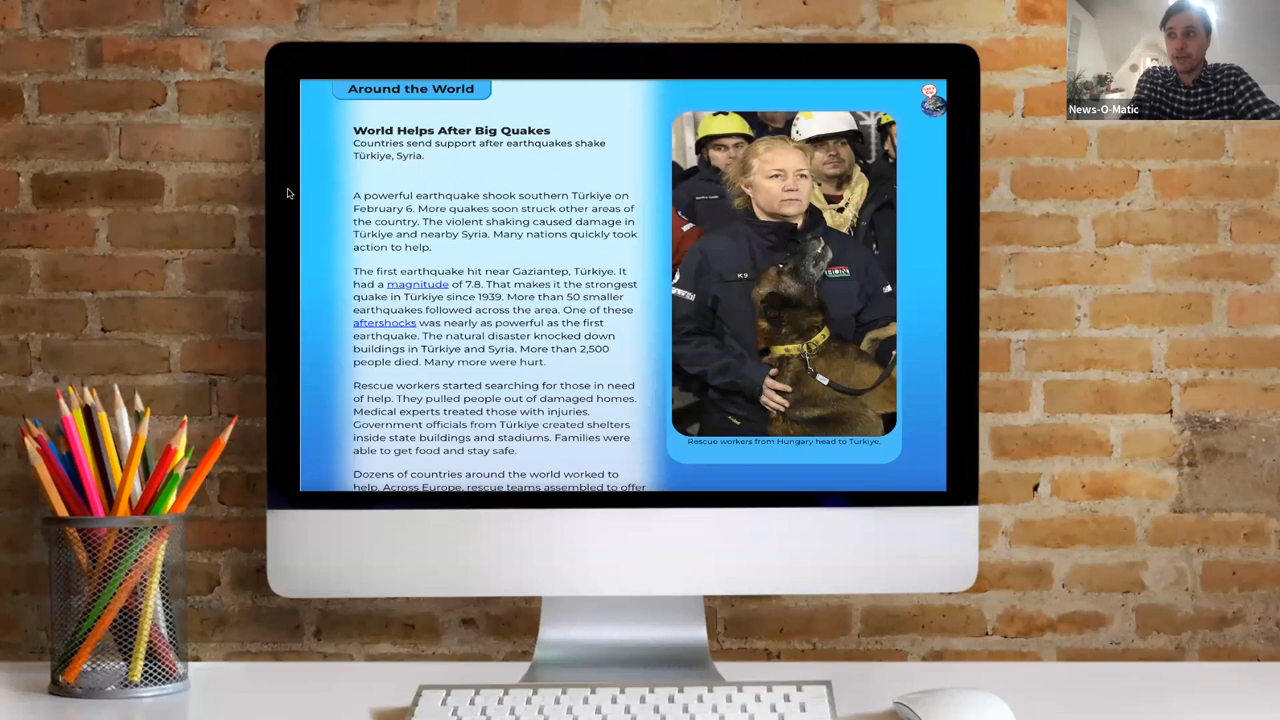 Around the World
World Helps After Big Quakes
Countries send support after earthquakes shake
Türkiye, Syria.
A powerful earthquake shook southern Türkiye on
February 6. More quakes soon struck other areas of
the country. The violent shaking caused damage in
Türkiye and nearby Syria. Many nations quickly took
action to help.
The first earthquake hit near Gaziantep, Türkiye. It
had a magnitude of 7.8. That makes it the strongest
quake in Türkiye since 1939. More than 50 smaller
earthquakes followed across the area. One of these
aftershocks was nearly as powerful as the first
earthquake. The natural disaster knocked down
buildings in Türkiye and Syria. More than 2,500
people died. Many more were hurt.
Rescue workers started searching for those in need
of help. They pulled people out of damaged homes.
Medical experts treated those with injuries.
Government officials from Türkiye created shelters
inside state buildings and stadiums. Families were
able to get food and stay safe.
Dozens of countries around the world worked to
help. Across Europe, rescue teams assembled to offer
K9
Rescue workers from Hungary head to Türkiye.
News-O-Matic